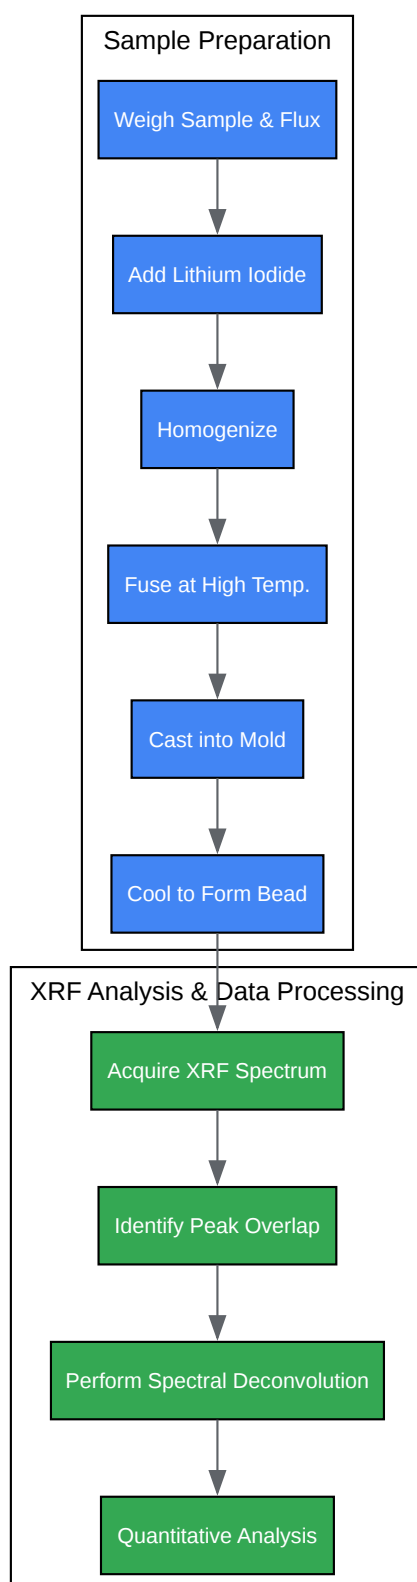 Sample Preparation
Weigh Sample & Flux
Add Lithium Iodide
Homogenize
Fuse at High Temp.
Cast into Mold
Cool to Form Bead
XRF Analysis & Data Processing
Acquire XRF Spectrum
Identify Peak Overlap
Perform Spectral Deconvolution
Quantitative Analysis